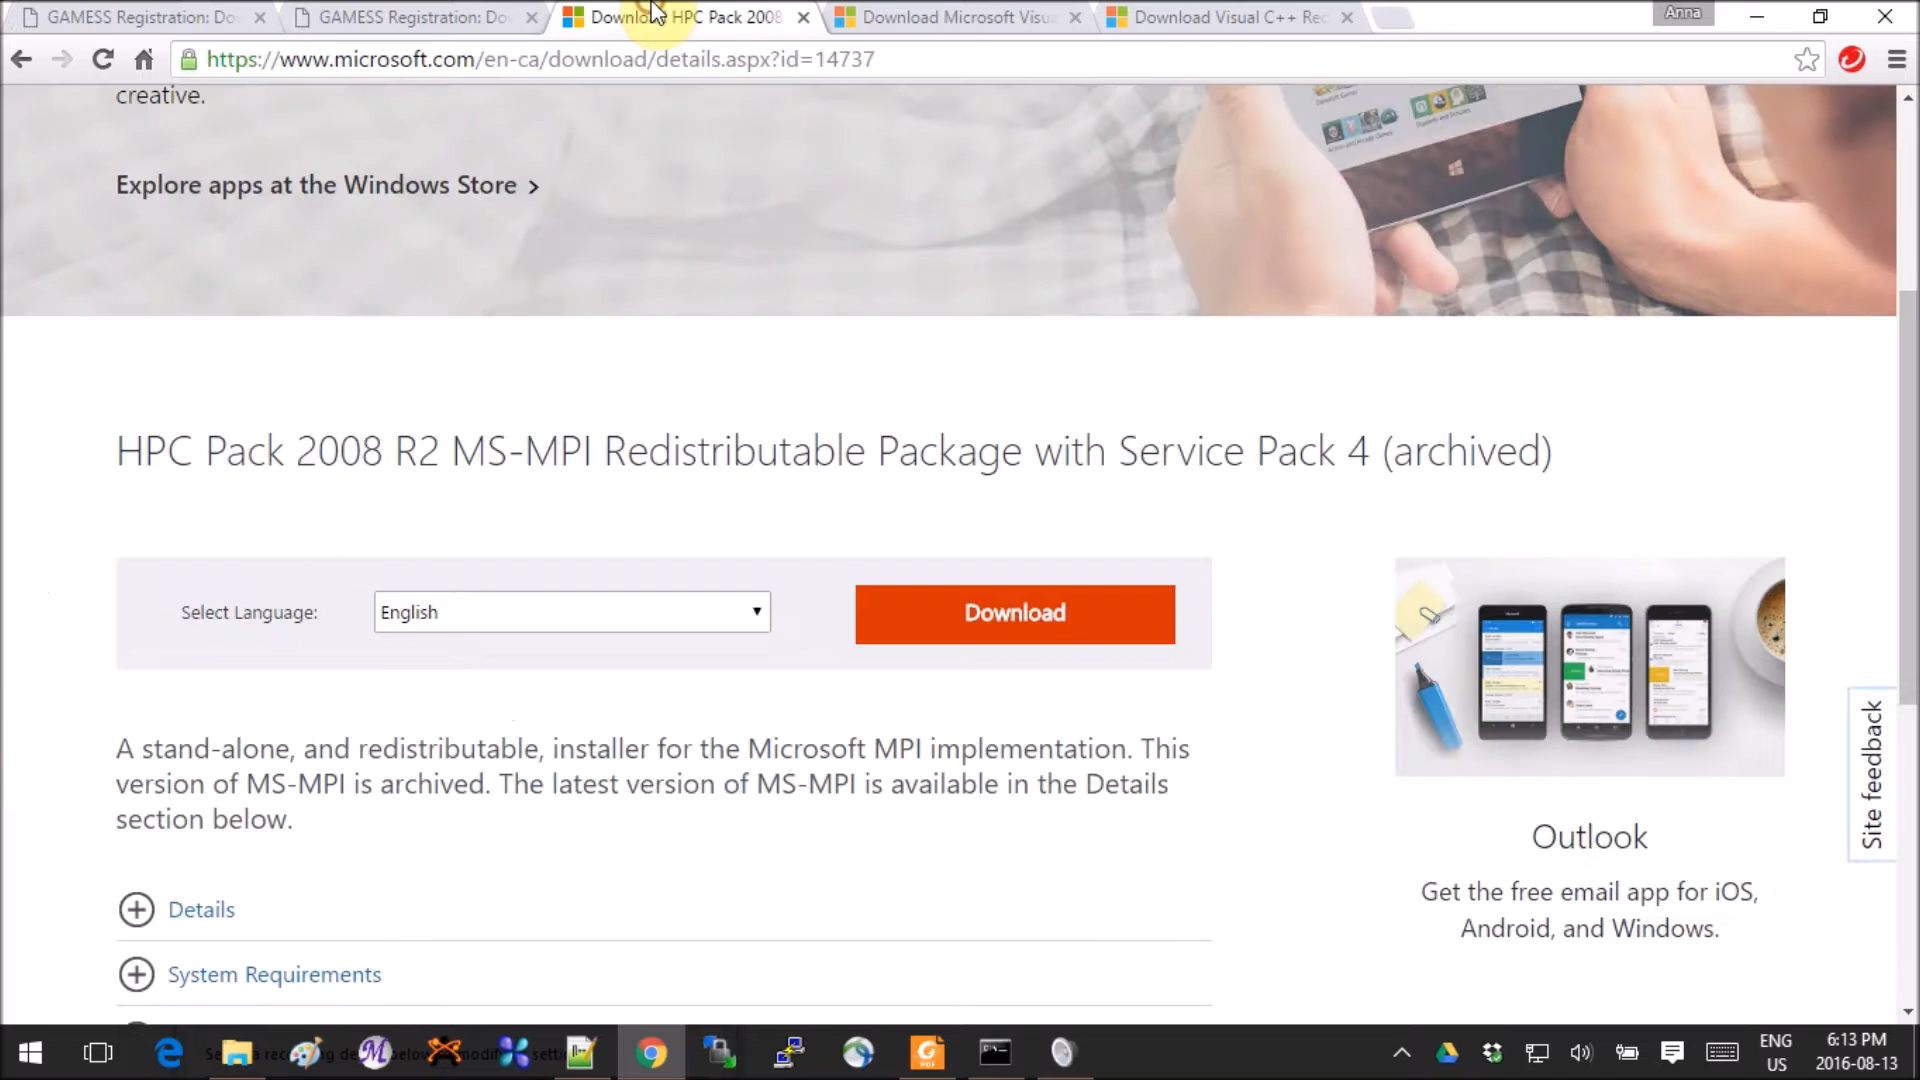 GAMESS Registration: Do
GAMESS Registration: Do
Download HPC Pack 2008
Download Microsoft Visua
Download Visual C++ Rec
Anna
https://www.microsoft.com/en-ca/download/details.aspx?id=14737
creative.
Explore apps at the Windows Store
HPC Pack 2008 R2 MS-MPI Redistributable Package with Service Pack 4 (archived)
Select Language:
English
Download
A stand-alone, and redistributable, installer for the Microsoft MPI implementation. This
version of MS-MPI is archived. The latest version of MS-MPI is available in the Details
section below.
Details
System Requirements
Outlook
Get the free email app for iOS,
Android, and Windows.
Site feedback
ENG
US
6:13 PM
2016-08-13